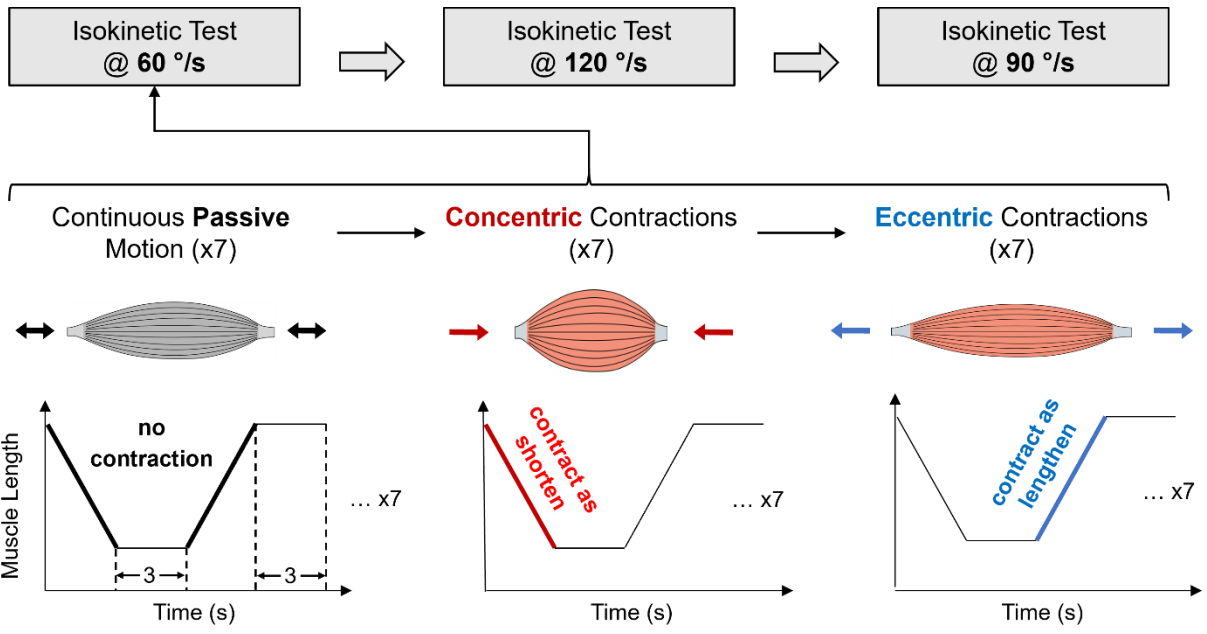 Isokinetic Test
@ 60 °/s
Isokinetic Test
@ 120 °/s
Isokinetic Test
@ 90 °/s
Continuous Passive
Motion (x7)
Concentric Contractions
(x7)
Eccentric Contractions
(x7)
Muscle Length
no
contraction
3
3
... x7
Time (s)
contract as
shorten
... x7
Time (s)
contract as
lengthen
... x7
Time (s)